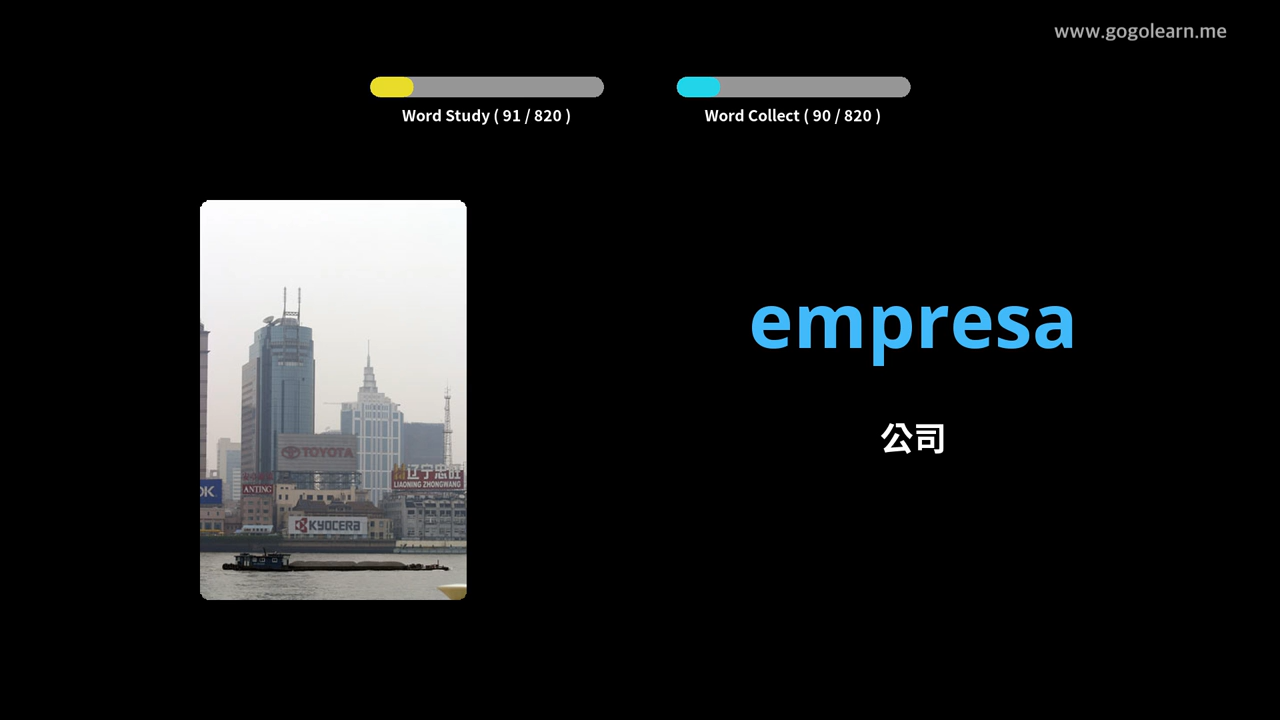 www.gogolearn.me
Word Study ( 91 / 820 )
Word Collect ( 90 / 820 )
empresa
公司
TOYOTA
辽宁忠旺
LIAONING ZHONGWANG
ANTING
OK
KYOCERA